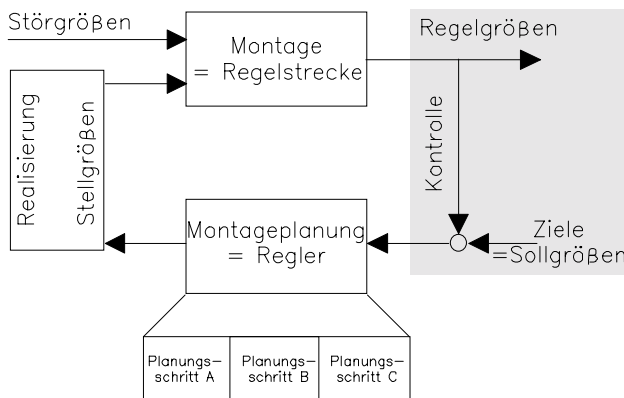 Störgrößen
Montage
= Regelstrecke
Regelgrößen
Realisierung
Stellgrößen
Kontrolle
Montageplanung
= Regler
Ziele
=Sollgrößen
Planungs-
schritt A
Planungs-
schritt B
Planungs-
schritt C